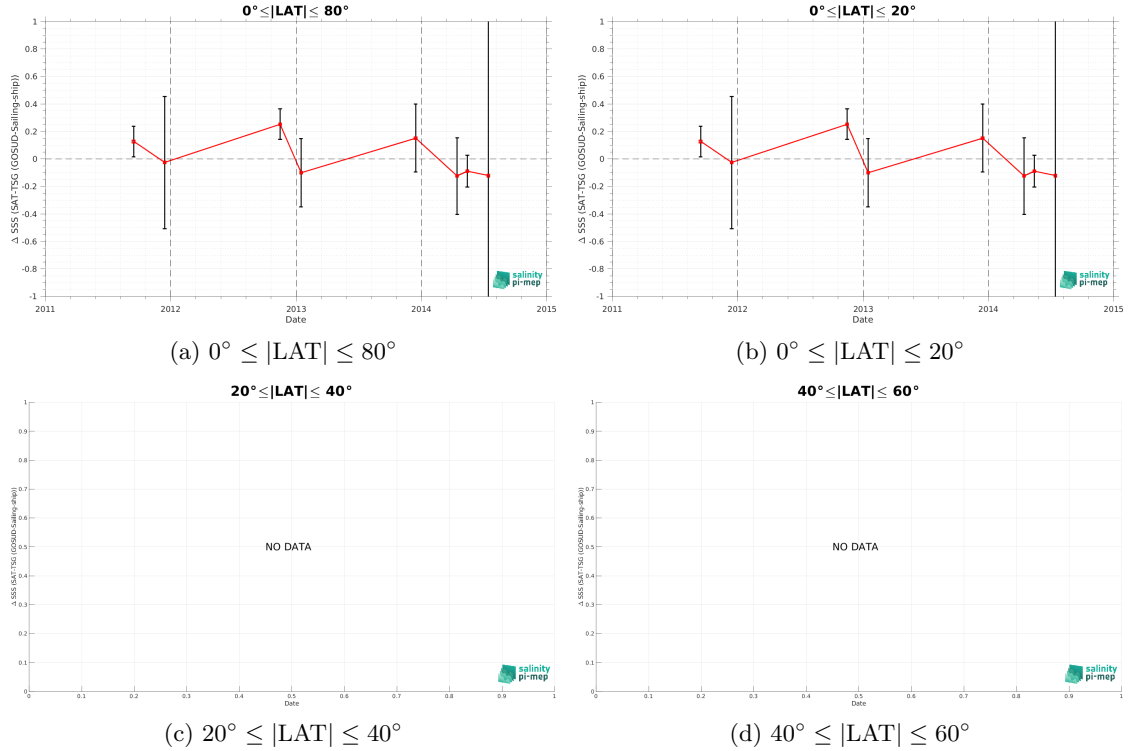 0°≤|LAT|≤ 80°
Δ SSS (SAT-TSG (GOSUD-Sailing-ship))
1
0.8
0.6
0.4
0.2
0
-0.2
-0.4
-0.6
-0.8
-1
2011
2012
2013
2014
2015
Date
salinity
pi-mep
(a) 0° ≤ |LAT| ≤ 80°
0°≤|LAT|≤ 20°
Δ SSS (SAT-TSG (GOSUD-Sailing-ship))
1
0.8
0.6
0.4
0.2
0
-0.2
-0.4
-0.6
-0.8
-1
2011
2012
2013
2014
2015
Date
salinity
pi-mep
(b) 0° ≤ |LAT| ≤ 20°
20°≤|LAT|≤ 40°
Δ SSS (SAT-TSG (GOSUD-Sailing-ship))
1
0.9
0.8
0.7
0.6
0.5
0.4
0.3
0.2
0.1
0
NO DATA
0
0.1
0.2
0.3
0.4
0.5
0.6
0.7
0.8
0.9
1
Date
salinity
pi-mep
(c) 20° ≤ |LAT| ≤ 40°
40°≤|LAT|≤ 60°
Δ SSS (SAT-TSG (GOSUD-Sailing-ship))
1
0.9
0.8
0.7
0.6
0.5
0.4
0.3
0.2
0.1
0
NO DATA
0
0.1
0.2
0.3
0.4
0.5
0.6
0.7
0.8
0.9
1
Date
salinity
pi-mep
(d) 40° ≤ |LAT| ≤ 60°